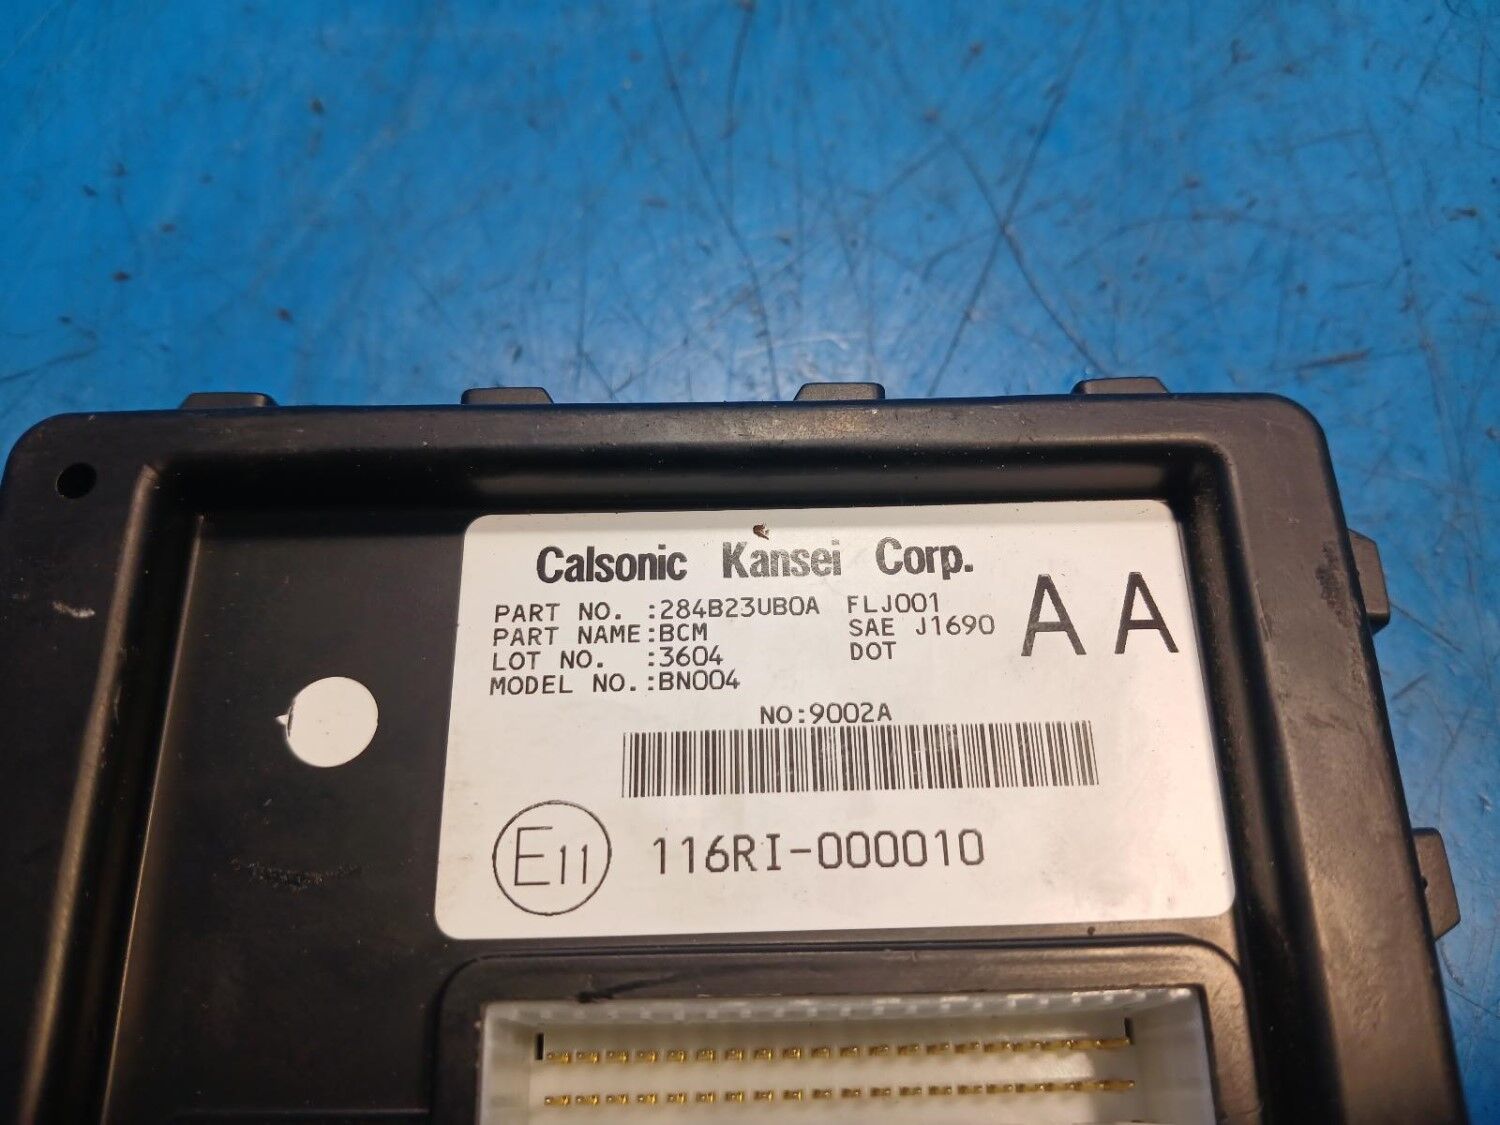 Calsonic Kansei Corp.
PART NO. :284B23UB0A FLJ001
PART NAME:BCM SAE J1690
LOT NO. :3604 DOT
MODEL NO.:BN004
AA
NO:9002A
E11 116RI-000010